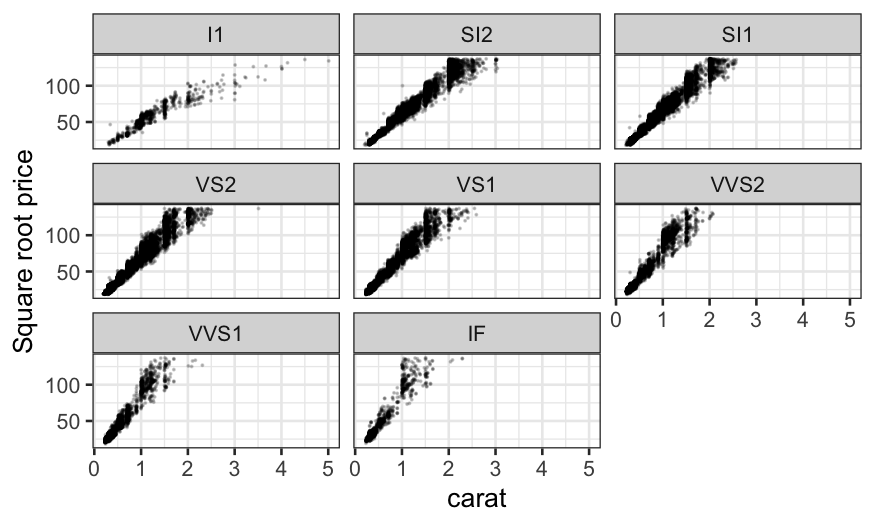 I1 SI2 SI1
100
50
VS2 VS1 VVS2
100
50
0 1 2 3 4 5
VVS1 IF
100
50
0 1 2 3 4 5 0 1 2 3 4 5
Square root price
carat